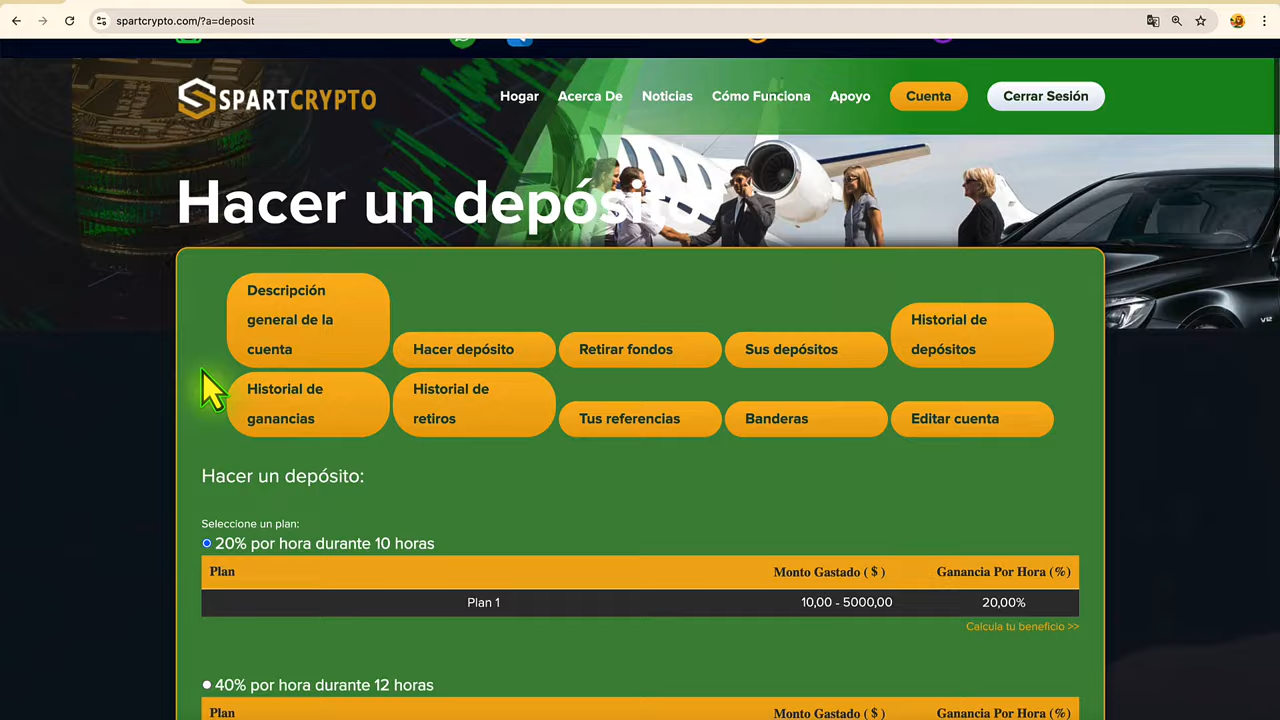 spartcrypto.com/?a=deposit
SPARTCRYPTO
Hogar
Acerca De
Noticias
Cómo Funciona
Apoyo
Cuenta
Cerrar Sesión
Hacer un depósito
Descripción
general de la
cuenta
Hacer depósito
Retirar fondos
Sus depósitos
Historial de
depósitos
Historial de
ganancias
Historial de
retiros
Tus referencias
Banderas
Editar cuenta
Hacer un depósito:
Seleccione un plan:
20% por hora durante 10 horas
Plan Monto Gastado ( $ ) Ganancia Por Hora (%)
Plan 1 10,00 - 5000,00 20,00%
Calcula tu beneficio >>
40% por hora durante 12 horas
Plan Monto Gastado ( $ ) Ganancia Por Hora (%)